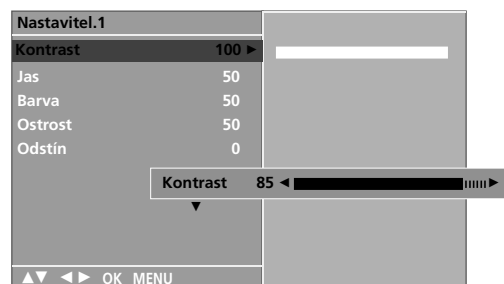 Nastavitel.1
Kontrast 100 ►
Jas 50
Barva 50
Ostrost 50
Odstín 0
Kontrast 85 ◄ ►
▼
▲▼ ◄► OK MENU